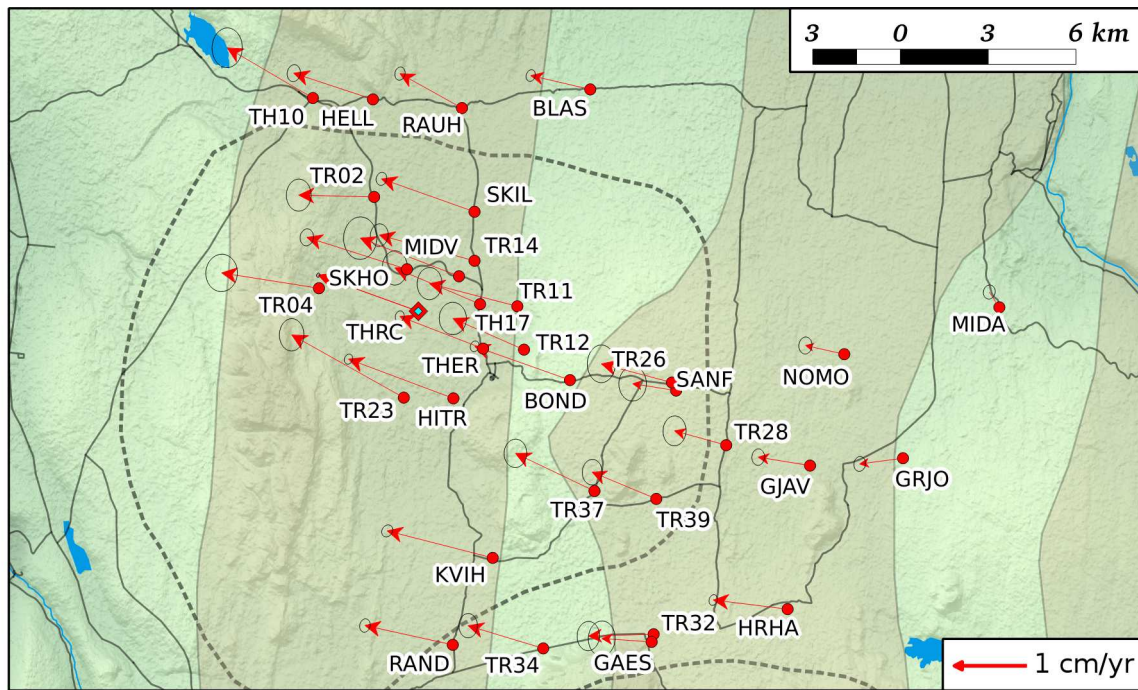 3 0 3 6 km
BLAS
TH10 HELL RAUH
TR02
SKIL
MIDV TR14
SKHO
TR04 TR11
TH17
MIDA
THRC
TR12
THER TR26
SANF NOMO
BOND
TR23 HITR
TR28
GJAV GRJO
TR37 TR39
KVIH
TR32 HRHA
RAND TR34 GAES
1 cm/yr